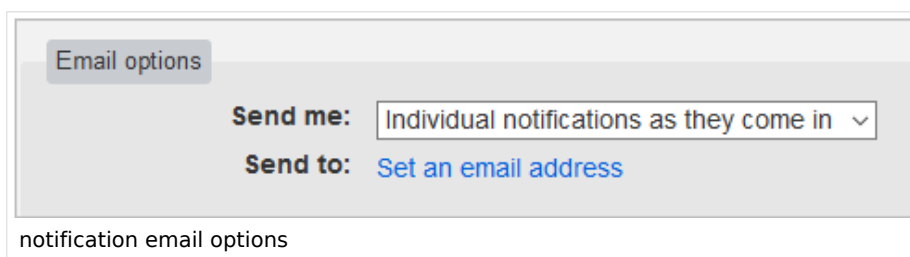 Email options
Send me: Individual notifications as they come in
Send to: Set an email address
notification email options